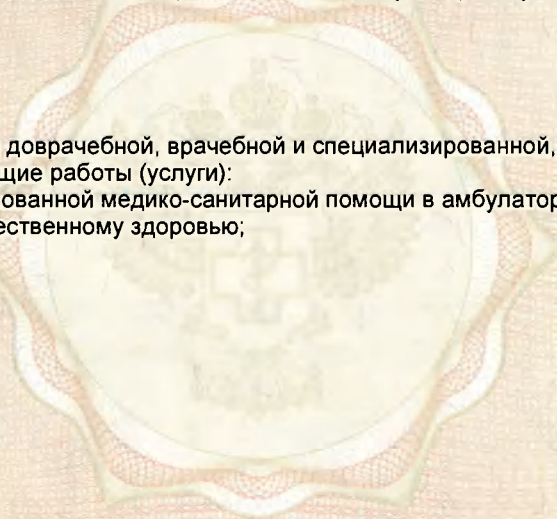 доврачебной, врачебной и специализированной,
щие работы (услуги):
ованной медико-санитарной помощи в амбулатор
ественному здоровью;